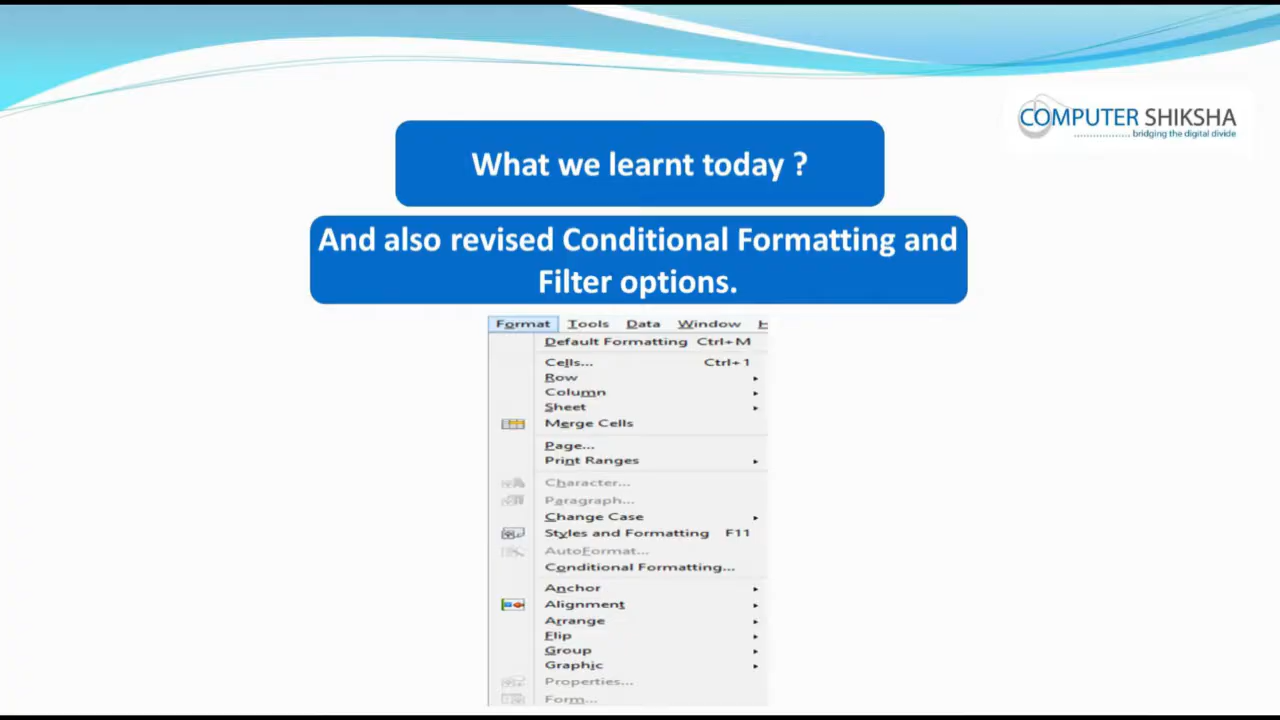 COMPUTER SHIKSHA
bridging the digital divide
What we learnt today ?
And also revised Conditional Formatting and
Filter options.
Format Tools Data Window
Default Formatting Ctrl+M
Cells... Ctrl+1
Row
Column
Sheet
Merge Cells
Page...
Print Ranges
Character...
Paragraph...
Change Case
Styles and Formatting F11
AutoFormat...
Conditional Formatting...
Anchor
Alignment
Arrange
Flip
Group
Graphic
Properties...
Form...